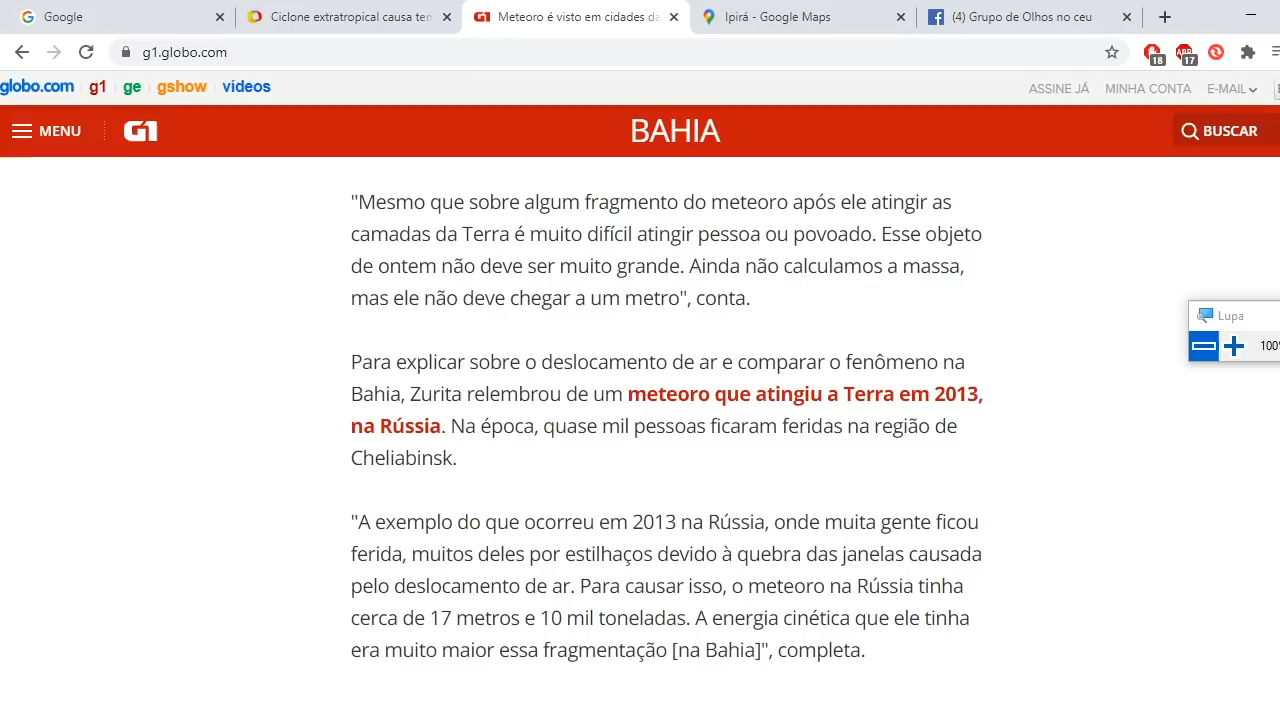 Google
Ciclone extratropical causa ten
G1 Meteoro é visto em cidades da
Ipirá - Google Maps
(4) Grupo de Olhos no ceu
g1.globo.com
18
ABP
17
globo.com g1 ge gshow vídeos
ASSINE JÁ MINHA CONTA E-MAIL
MENU G1 BAHIA BUSCAR
"Mesmo que sobre algum fragmento do meteoro após ele atingir as
camadas da Terra é muito difícil atingir pessoa ou povoado. Esse objeto
de ontem não deve ser muito grande. Ainda não calculamos a massa,
mas ele não deve chegar a um metro", conta.
Lupa
100%
Para explicar sobre o deslocamento de ar e comparar o fenômeno na
Bahia, Zurita relembrou de um meteoro que atingiu a Terra em 2013,
na Rússia. Na época, quase mil pessoas ficaram feridas na região de
Cheliabinsk.
"A exemplo do que ocorreu em 2013 na Rússia, onde muita gente ficou
ferida, muitos deles por estilhaços devido à quebra das janelas causada
pelo deslocamento de ar. Para causar isso, o meteoro na Rússia tinha
cerca de 17 metros e 10 mil toneladas. A energia cinética que ele tinha
era muito maior essa fragmentação [na Bahia]", completa.